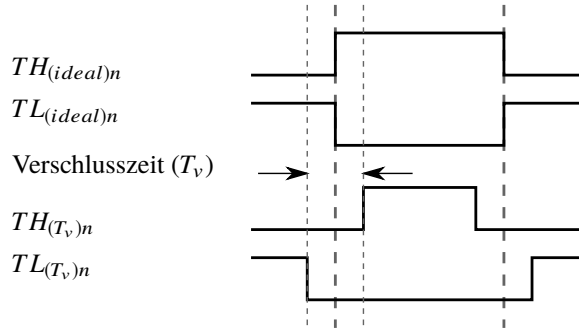 TH(ideal)n
TL(ideal)n
Verschlusszeit (Tv)
TH(Tv)n
TL(Tv)n